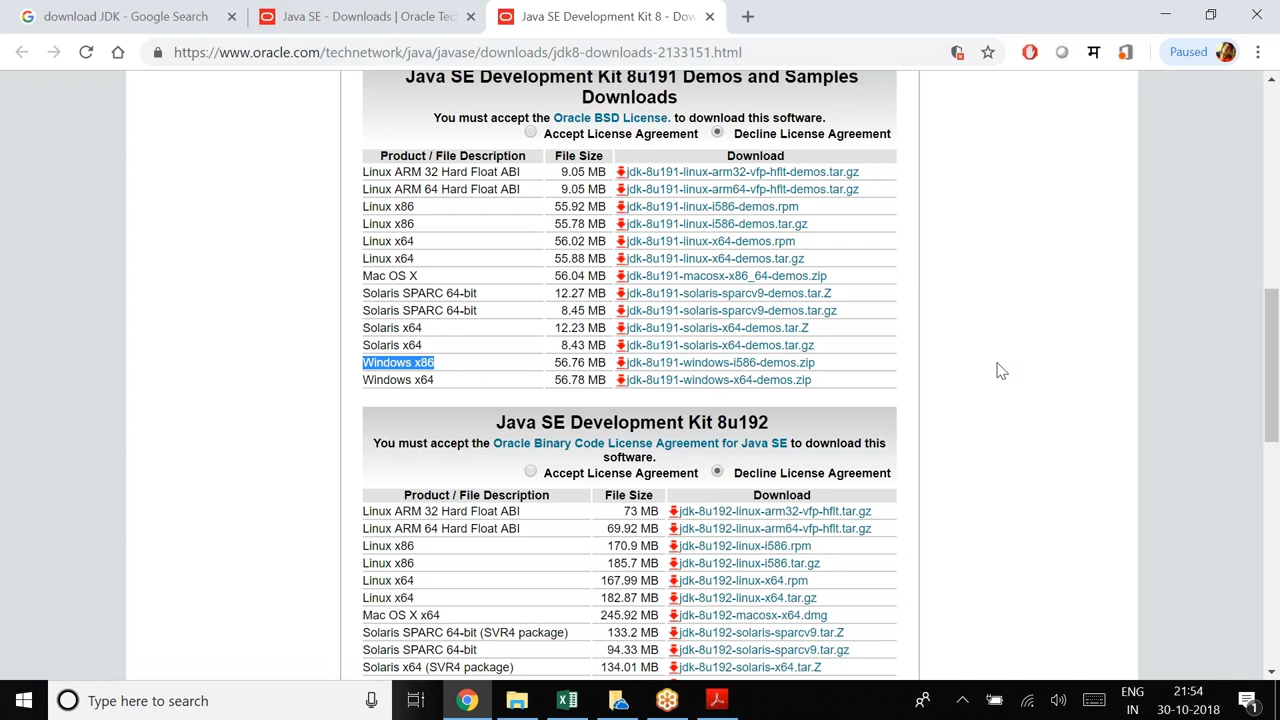 download JDK - Google Search
Java SE - Downloads | Oracle Tec
Java SE Development Kit 8 - Dow
https://www.oracle.com/technetwork/java/javase/downloads/jdk8-downloads-2133151.html
म
Paused
Java SE Development Kit 8u191 Demos and Samples
Downloads
You must accept the Oracle BSD License. to download this software.
Accept License Agreement Decline License Agreement
Product / File Description File Size Download
Linux ARM 32 Hard Float ABI 9.05 MB jdk-8u191-linux-arm32-vfp-hflt-demos.tar.gz
Linux ARM 64 Hard Float ABI 9.05 MB jdk-8u191-linux-arm64-vfp-hflt-demos.tar.gz
Linux x86 55.92 MB jdk-8u191-linux-i586-demos.rpm
Linux x86 55.78 MB jdk-8u191-linux-i586-demos.tar.gz
Linux x64 56.02 MB jdk-8u191-linux-x64-demos.rpm
Linux x64 55.88 MB jdk-8u191-linux-x64-demos.tar.gz
Mac OS X 56.04 MB jdk-8u191-macosx-x86_64-demos.zip
Solaris SPARC 64-bit 12.27 MB jdk-8u191-solaris-sparcv9-demos.tar.Z
Solaris SPARC 64-bit 8.45 MB jdk-8u191-solaris-sparcv9-demos.tar.gz
Solaris x64 12.23 MB jdk-8u191-solaris-x64-demos.tar.Z
Solaris x64 8.43 MB jdk-8u191-solaris-x64-demos.tar.gz
Windows x86 56.76 MB jdk-8u191-windows-i586-demos.zip
Windows x64 56.78 MB jdk-8u191-windows-x64-demos.zip
Java SE Development Kit 8u192
You must accept the Oracle Binary Code License Agreement for Java SE to download this
software.
Accept License Agreement Decline License Agreement
Product / File Description File Size Download
Linux ARM 32 Hard Float ABI 73 MB jdk-8u192-linux-arm32-vfp-hflt.tar.gz
Linux ARM 64 Hard Float ABI 69.92 MB jdk-8u192-linux-arm64-vfp-hflt.tar.gz
Linux x86 170.9 MB jdk-8u192-linux-i586.rpm
Linux x86 185.7 MB jdk-8u192-linux-i586.tar.gz
Linux x64 167.99 MB jdk-8u192-linux-x64.rpm
Linux x64 182.87 MB jdk-8u192-linux-x64.tar.gz
Mac OS X x64 245.92 MB jdk-8u192-macosx-x64.dmg
Solaris SPARC 64-bit (SVR4 package) 133.2 MB jdk-8u192-solaris-sparcv9.tar.Z
Solaris SPARC 64-bit 94.33 MB jdk-8u192-solaris-sparcv9.tar.gz
Solaris x64 (SVR4 package) 134.01 MB jdk-8u192-solaris-x64.tar.Z
Type here to search
ENG
IN
21:54
30-10-2018
1